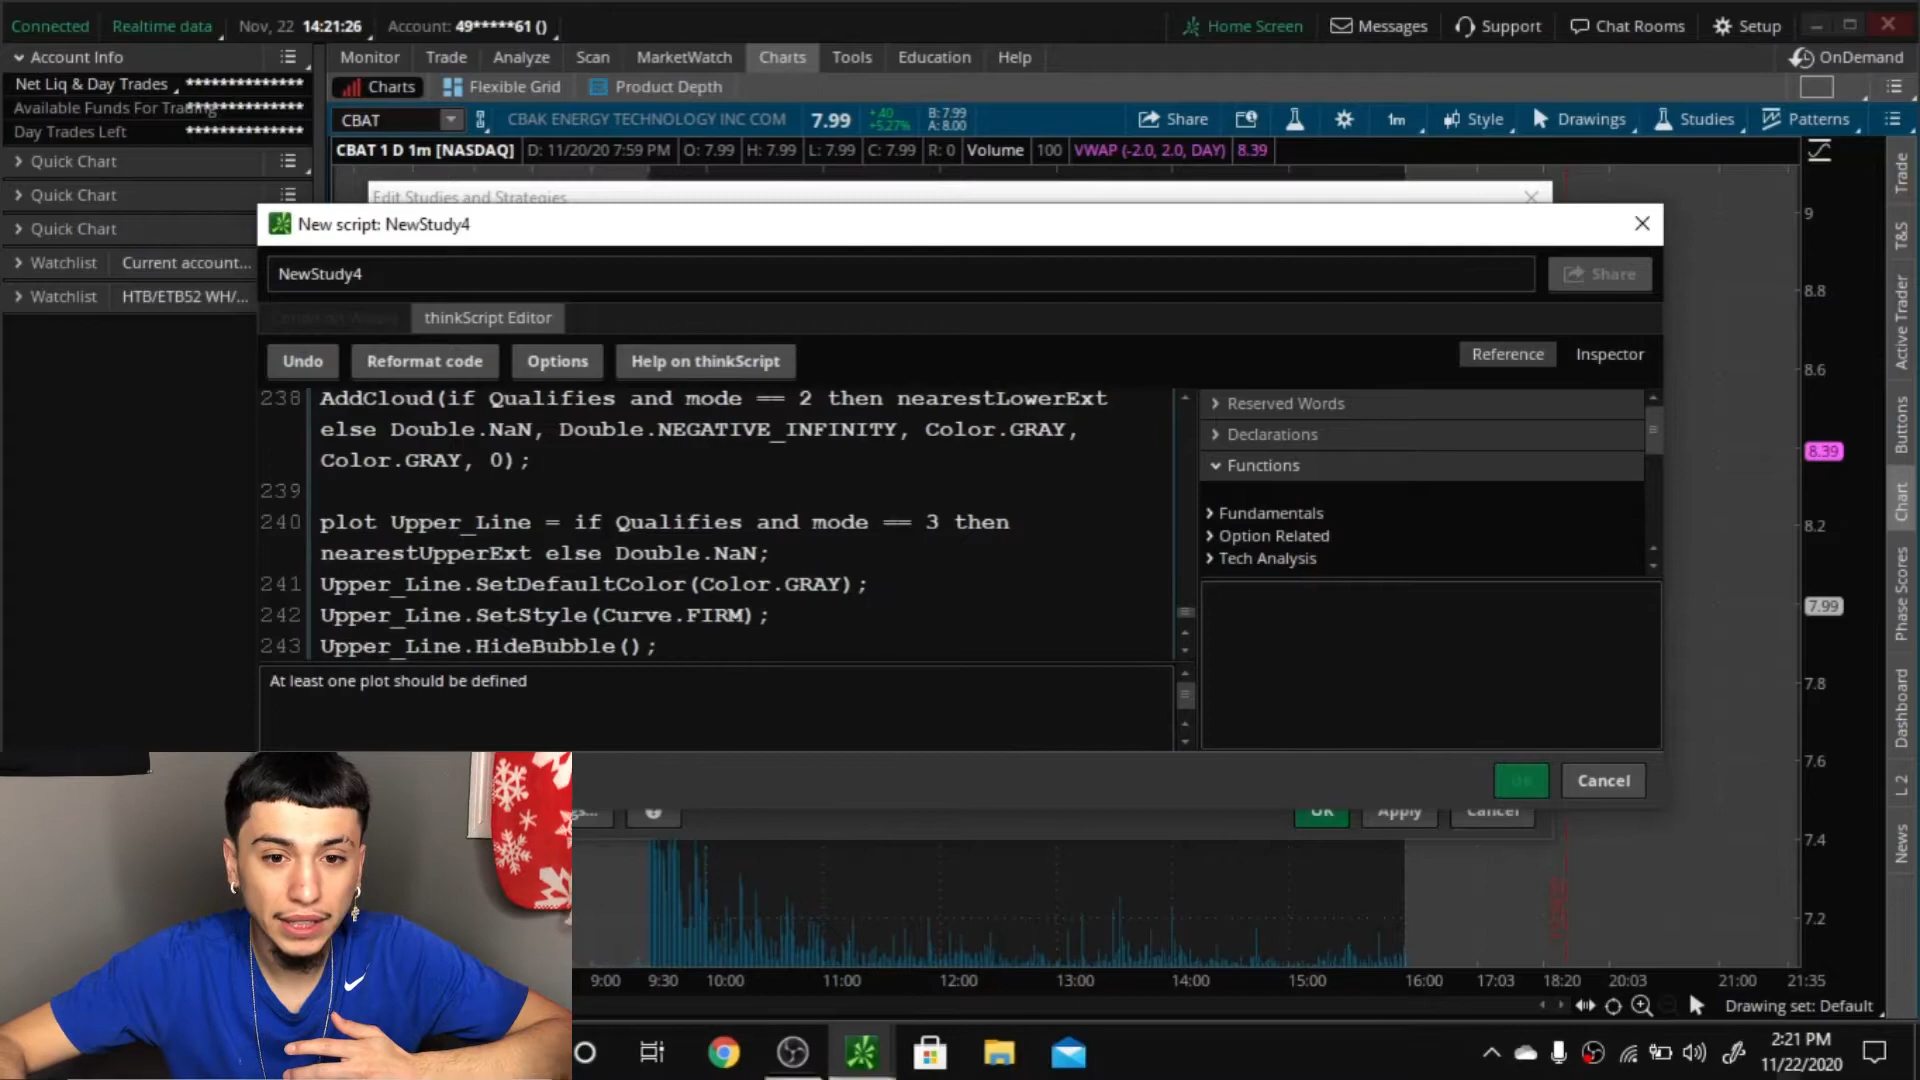 Connected Realtime data Nov, 22 14:21:26 Account: 49*****61 () Home Screen Messages Support Chat Rooms Setup
Account Info Monitor Trade Analyze Scan MarketWatch Charts Tools Education Help OnDemand
Net Liq & Day Trades ************** Charts Flexible Grid Product Depth
Available Funds For Trading **************
Day Trades Left ************** CBAT CBAK ENERGY TECHNOLOGY INC COM 7.99 +.40 +5.27% B: 7.99 A: 8.00 Share 1m Style Drawings Studies Patterns
CBAT 1 D 1m [NASDAQ] D: 11/20/20 7:59 PM O: 7.99 H: 7.99 L: 7.99 C: 7.99 R: 0 Volume 100 VWAP (-2.0, 2.0, DAY) 8.39
Quick Chart
Quick Chart
Quick Chart
Watchlist Current account...
Watchlist HTB/ETB52 WH/...
Edit Studies and Strategies
New script: NewStudy4
NewStudy4 Share
thinkScript Editor
Undo Reformat code Options Help on thinkScript Reference Inspector
238 AddCloud(if Qualifies and mode == 2 then nearestLowerExt
else Double.NaN, Double.NEGATIVE_INFINITY, Color.GRAY,
Color.GRAY, 0);
239
240 plot Upper_Line = if Qualifies and mode == 3 then
nearestUpperExt else Double.NaN;
241 Upper_Line.SetDefaultColor(Color.GRAY);
242 Upper_Line.SetStyle(Curve.FIRM);
243 Upper_Line.HideBubble();
At least one plot should be defined
Reserved Words
Declarations
Functions
Fundamentals
Option Related
Tech Analysis
Cancel
OK Apply Cancel
9
8.8
8.6
8.39
8.2
7.99
7.8
7.6
7.4
7.2
Trade
T&S
Active Trader
Buttons
Chart
Phase Scores
Dashboard
L 2
News
9:00 9:30 10:00 11:00 12:00 13:00 14:00 15:00 16:00 17:03 18:20 20:03 21:00 21:35
Drawing set: Default
2:21 PM
11/22/2020